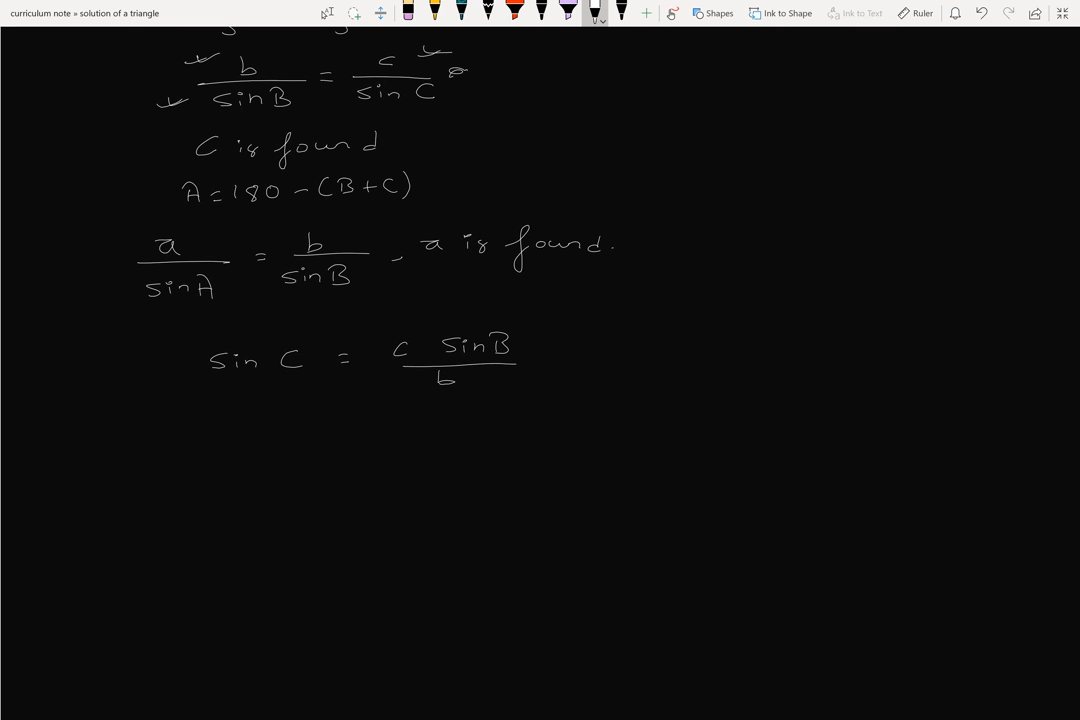 curriculum note » solution of a triangle
Shapes Ink to Shape Ink to Text Ruler
b/sinB = c/sin C
C is found
A = 180 - (B + C)
a/sinA = b/sinB, a is found.
sin C = c sinB/b